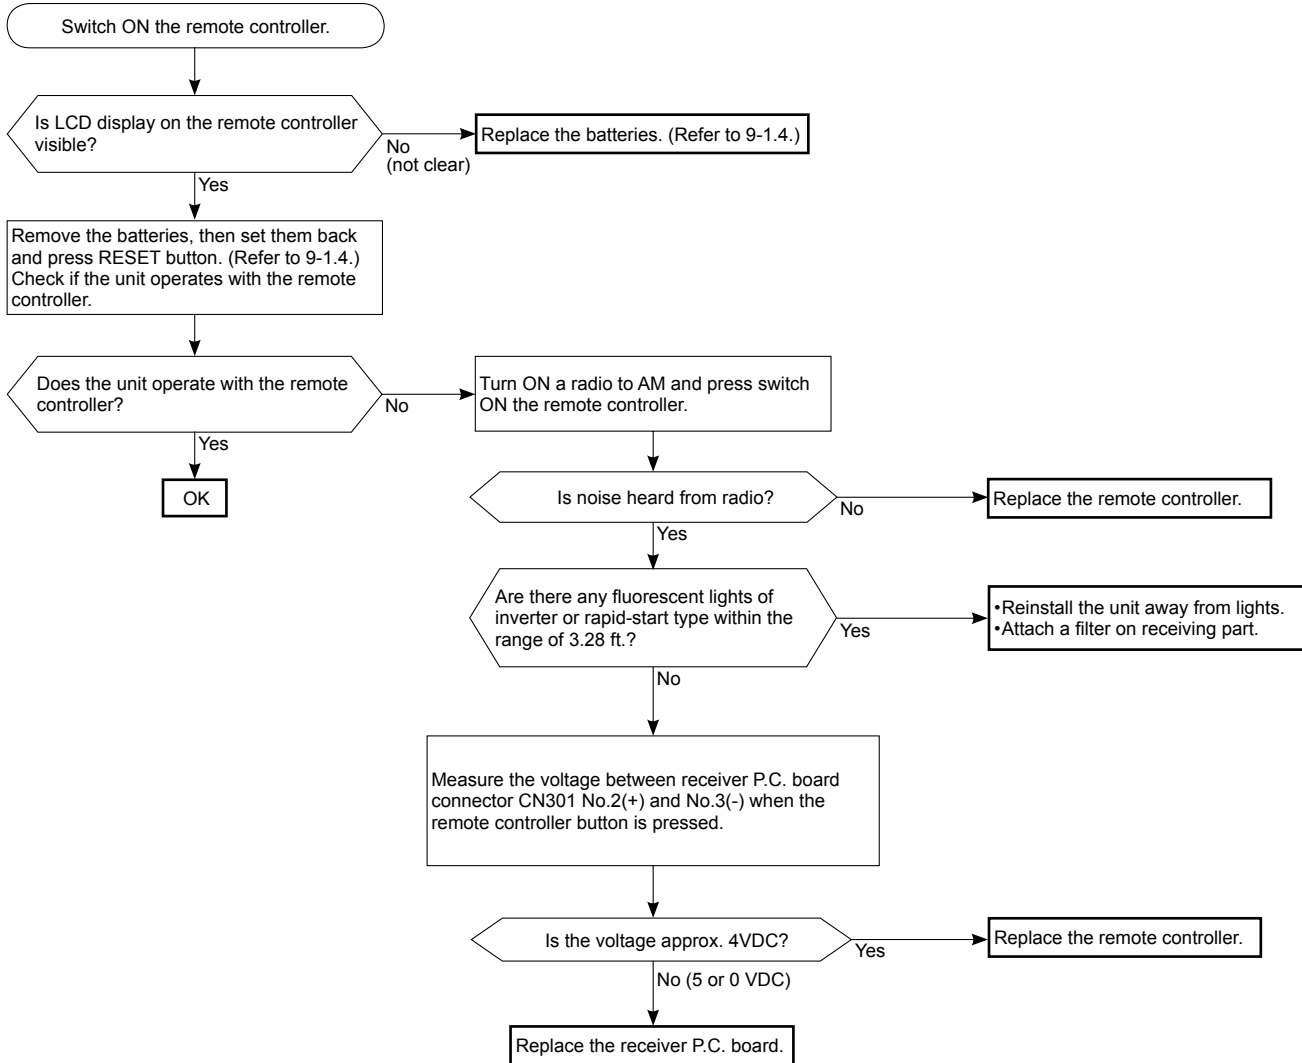 Switch ON the remote controller.
Is LCD display on the remote controller
visible?
No
(not clear)
Replace the batteries. (Refer to 9-1.4.)
Yes
Remove the batteries, then set them back
and press RESET button. (Refer to 9-1.4.)
Check if the unit operates with the remote
controller.
Does the unit operate with the remote
controller?
No
Turn ON a radio to AM and press switch
ON the remote controller.
Yes
OK
Is noise heard from radio?
No
Replace the remote controller.
Yes
Are there any fluorescent lights of
inverter or rapid-start type within the
range of 3.28 ft.?
Yes
•Reinstall the unit away from lights.
•Attach a filter on receiving part.
No
Measure the voltage between receiver P.C. board
connector CN301 No.2(+) and No.3(-) when the
remote controller button is pressed.
Is the voltage approx. 4VDC?
Yes
Replace the remote controller.
No (5 or 0 VDC)
Replace the receiver P.C. board.